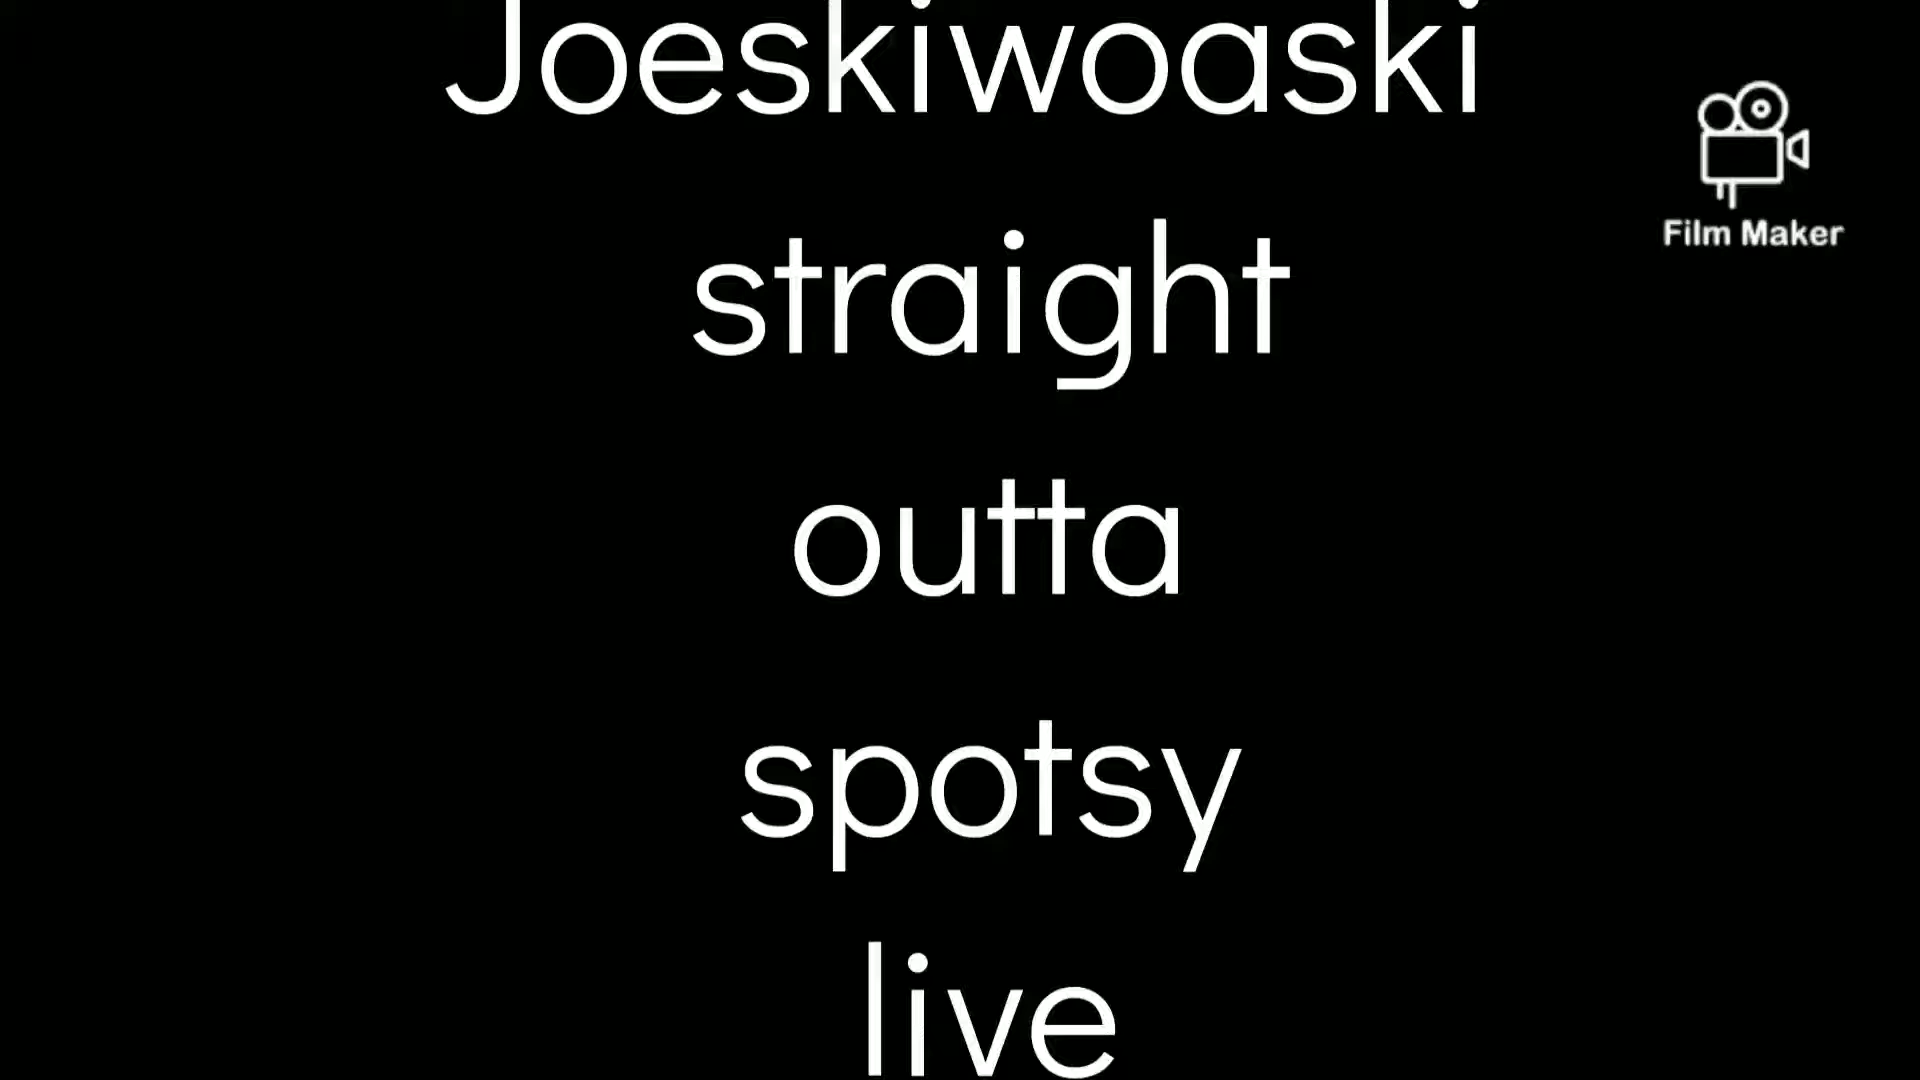 Joeskiwoaski
straight
outta
spotsy
live
Film Maker